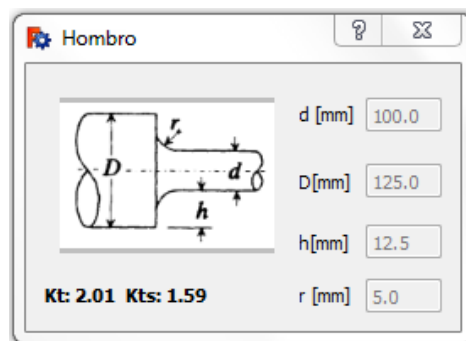 Hombro
?
D
r
d
h
d [mm] 100.0
D[mm] 125.0
h[mm] 12.5
r [mm] 5.0
Kt: 2.01 Kts: 1.59